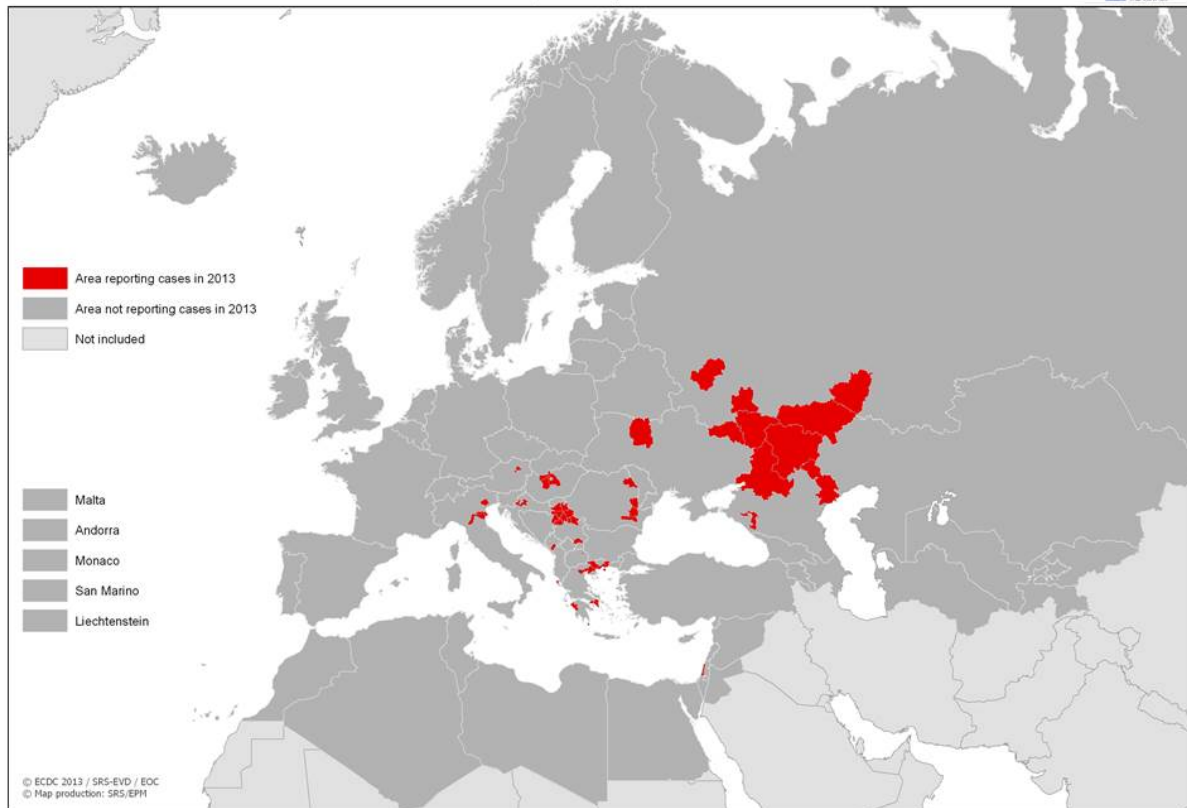 Area reporting cases in 2013
Area not reporting cases in 2013
Not included
Malta
Andorra
Monaco
San Marino
Liechtenstein
© ECDC 2013 / SRS-EVD / EOC
© Map production: SRS/EPM